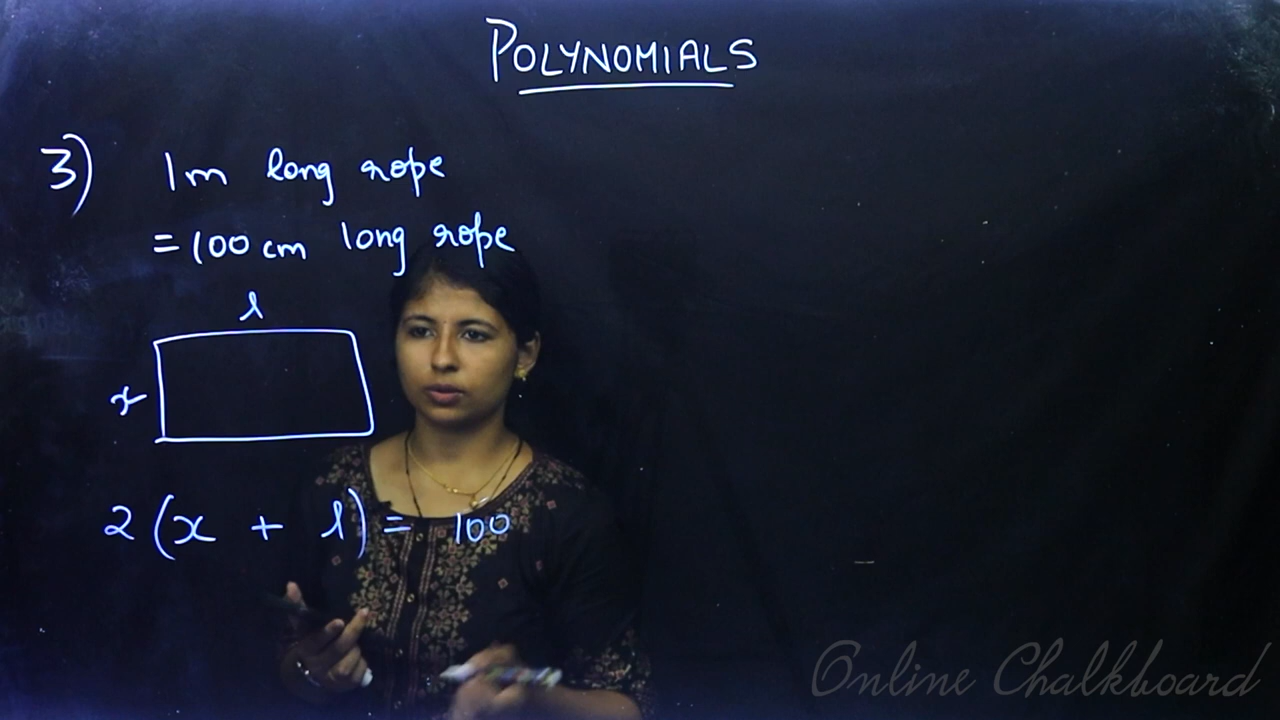 POLYNOMIALS
3) 1m long rope
= 100 cm long rope
l
x
2 (x + l) = 100
Online Chalkboard